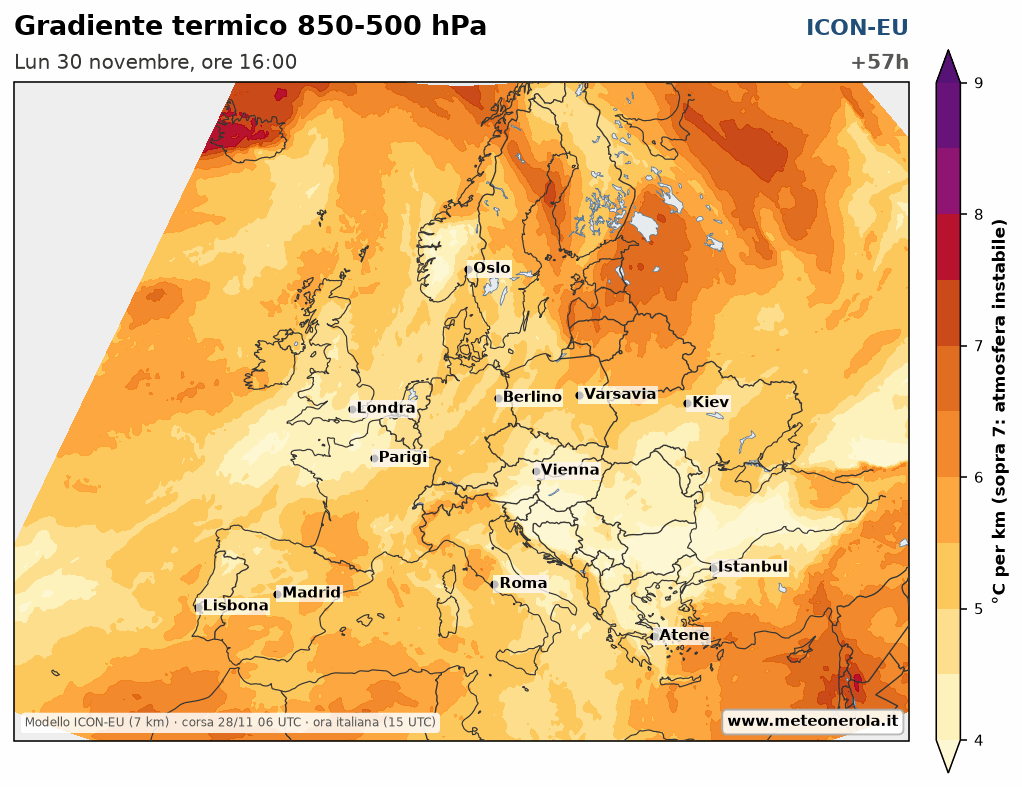 Gradiente termico 850-500 hPa
ICON-EU
Lun 30 novembre, ore 16:00
+57h
Oslo
Berlino
Varsavia
Kiev
Londra
Parigi
Vienna
Istanbul
Roma
Madrid
Lisbona
Atene
Modello ICON-EU (7 km) · corsa 28/11 06 UTC · ora italiana (15 UTC)
www.meteonerola.it
9
8
7
6
5
4
°C per km (sopra 7: atmosfera instabile)